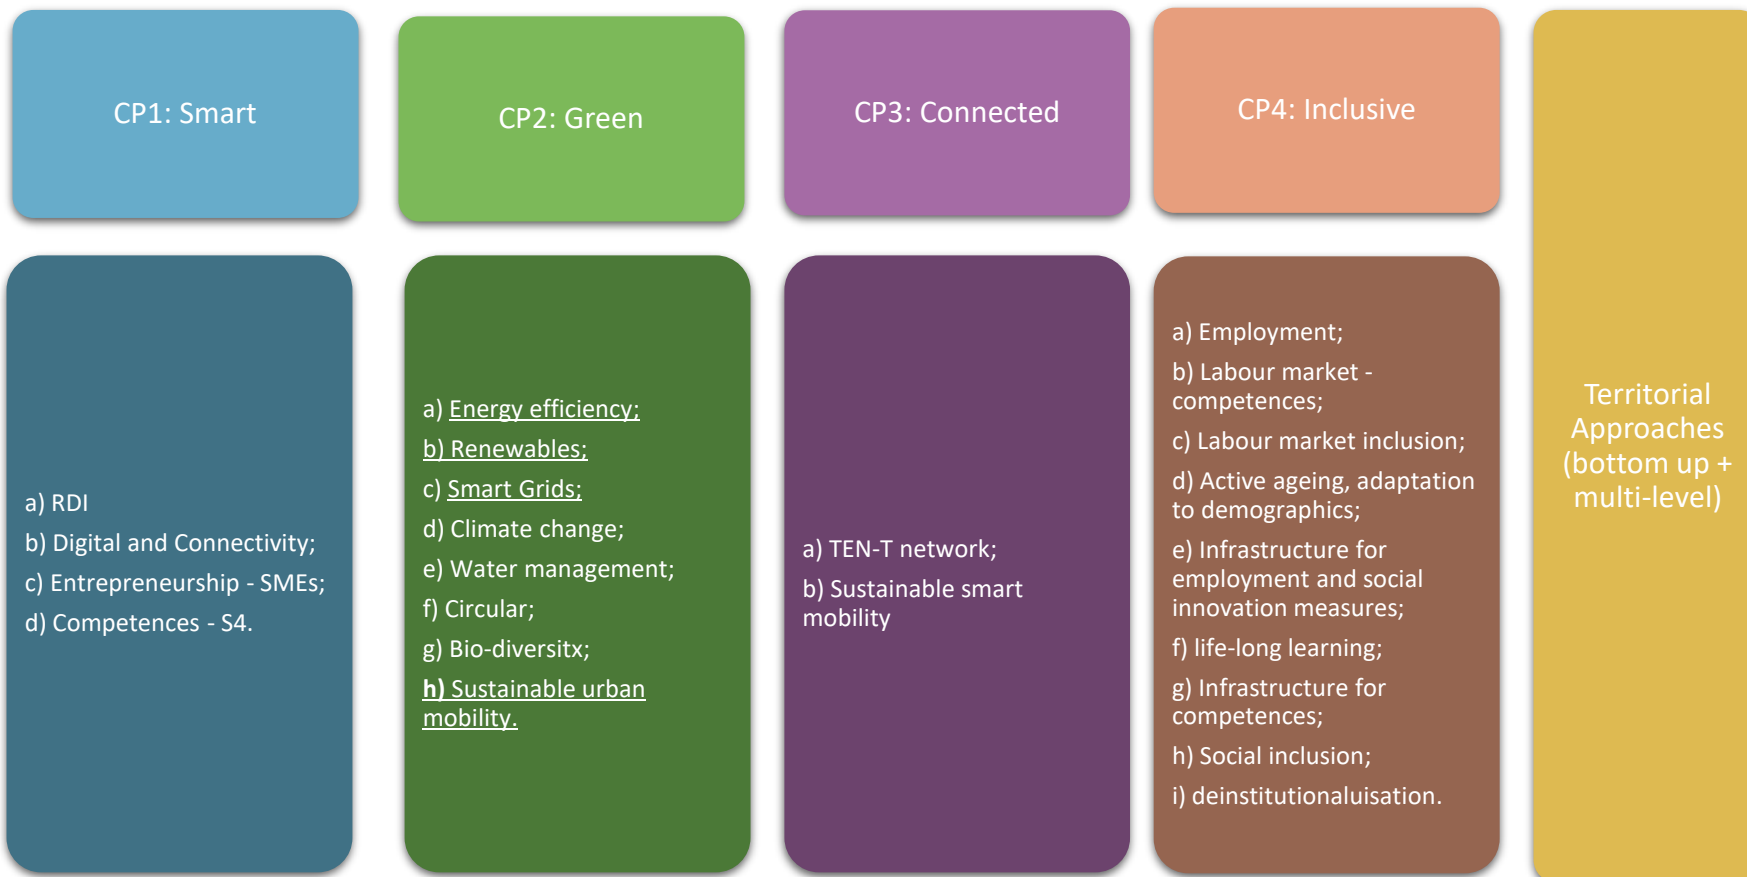 CP1: Smart
a) RDI
b) Digital and Connectivity;
c) Entrepreneurship - SMEs;
d) Competences - S4.
CP2: Green
a) Energy efficiency;
b) Renewables;
c) Smart Grids;
d) Climate change;
e) Water management;
f) Circular;
g) Bio-diversitx;
h) Sustainable urban
mobility.
CP3: Connected
a) TEN-T network;
b) Sustainable smart
mobility
CP4: Inclusive
a) Employment;
b) Labour market -
competences;
c) Labour market inclusion;
d) Active ageing, adaptation
to demographics;
e) Infrastructure for
employment and social
innovation measures;
f) life-long learning;
g) Infrastructure for
competences;
h) Social inclusion;
i) deinstitutionaluisation.
Territorial
Approaches
(bottom up +
multi-level)